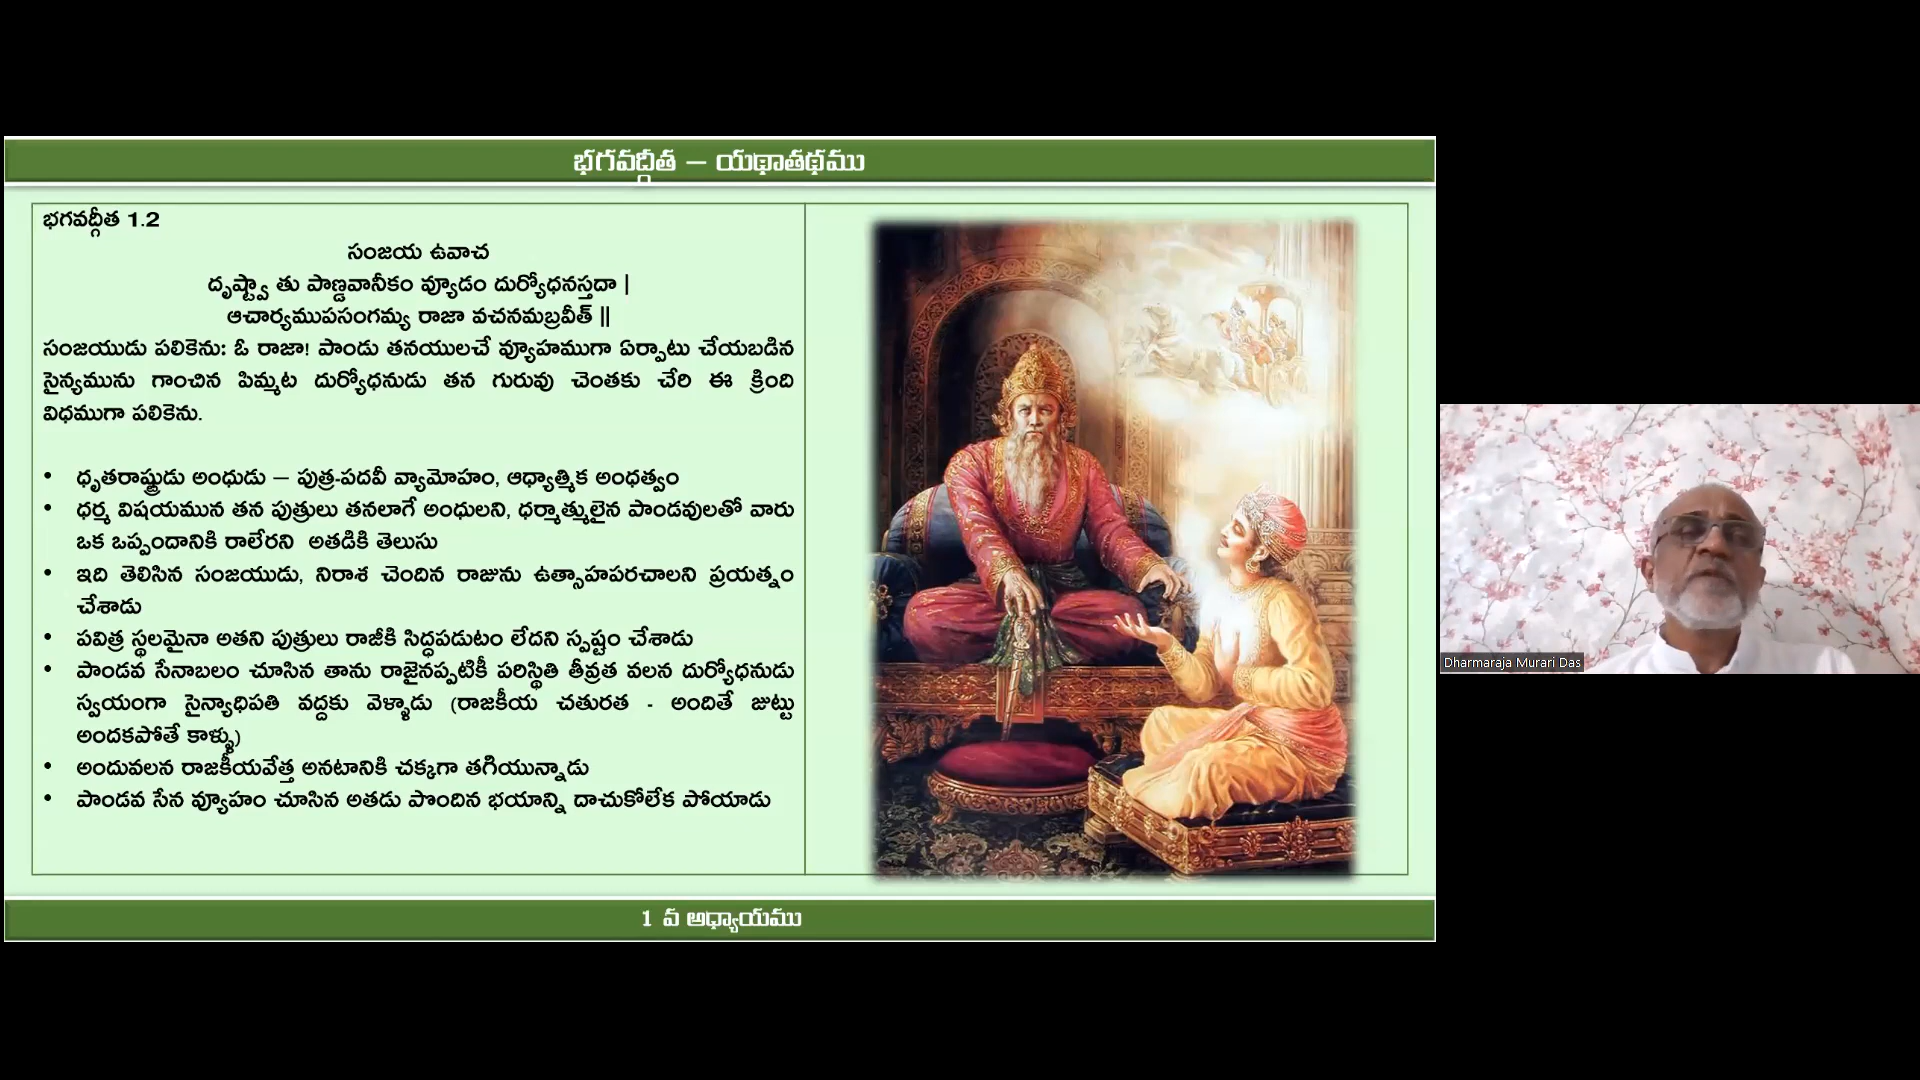 భగవద్గీత – యథాతథము
భగవద్గీత 1.2
సంజయ ఉవాచ
దృష్ట్వా తు పాణ్డవానీకం వ్యూడం దుర్యోధనస్తదా |
ఆచార్యముపసంగమ్య రాజా వచనమబ్రవీత్ ||
సంజయుడు పలికెను: ఓ రాజా! పాండు తనయులచే వ్యూహముగా ఏర్పాటు చేయబడిన
సైన్యమును గాంచిన పిమ్మట దుర్యోధనుడు తన గురువు చెంతకు చేరి ఈ క్రింది
విధముగా పలికెను.
• ధృతరాష్ట్రుడు అంధుడు – పుత్ర-పదవీ వ్యామోహం, ఆధ్యాత్మిక అంధత్వం
• ధర్మ విషయమున తన పుత్రులు తనలాగే అంధులని, ధర్మాత్ములైన పాండవులతో వారు
ఒక ఒప్పందానికి రాలేరని అతడికి తెలుసు
• ఇది తెలిసిన సంజయుడు, నిరాశ చెందిన రాజును ఉత్సాహపరచాలని ప్రయత్నం
చేశాడు
• పవిత్ర స్థలమైనా అతని పుత్రులు రాజీకి సిద్ధపడుటం లేదని స్పష్టం చేశాడు
• పాండవ సేనాబలం చూసిన తాను రాజైనప్పటికీ పరిస్థితి తీవ్రత వలన దుర్యోధనుడు
స్వయంగా సైన్యాధిపతి వద్దకు వెళ్ళాడు (రాజకీయ చతురత - అందితే జుట్టు
అందకపోతే కాళ్ళు)
• అందువలన రాజకీయవేత్త అనటానికి చక్కగా తగియున్నాడు
• పాండవ సేన వ్యూహం చూసిన అతడు పొందిన భయాన్ని దాచుకోలేక పోయాడు
1 వ అధ్యాయము
Dharmaraja Murari Das